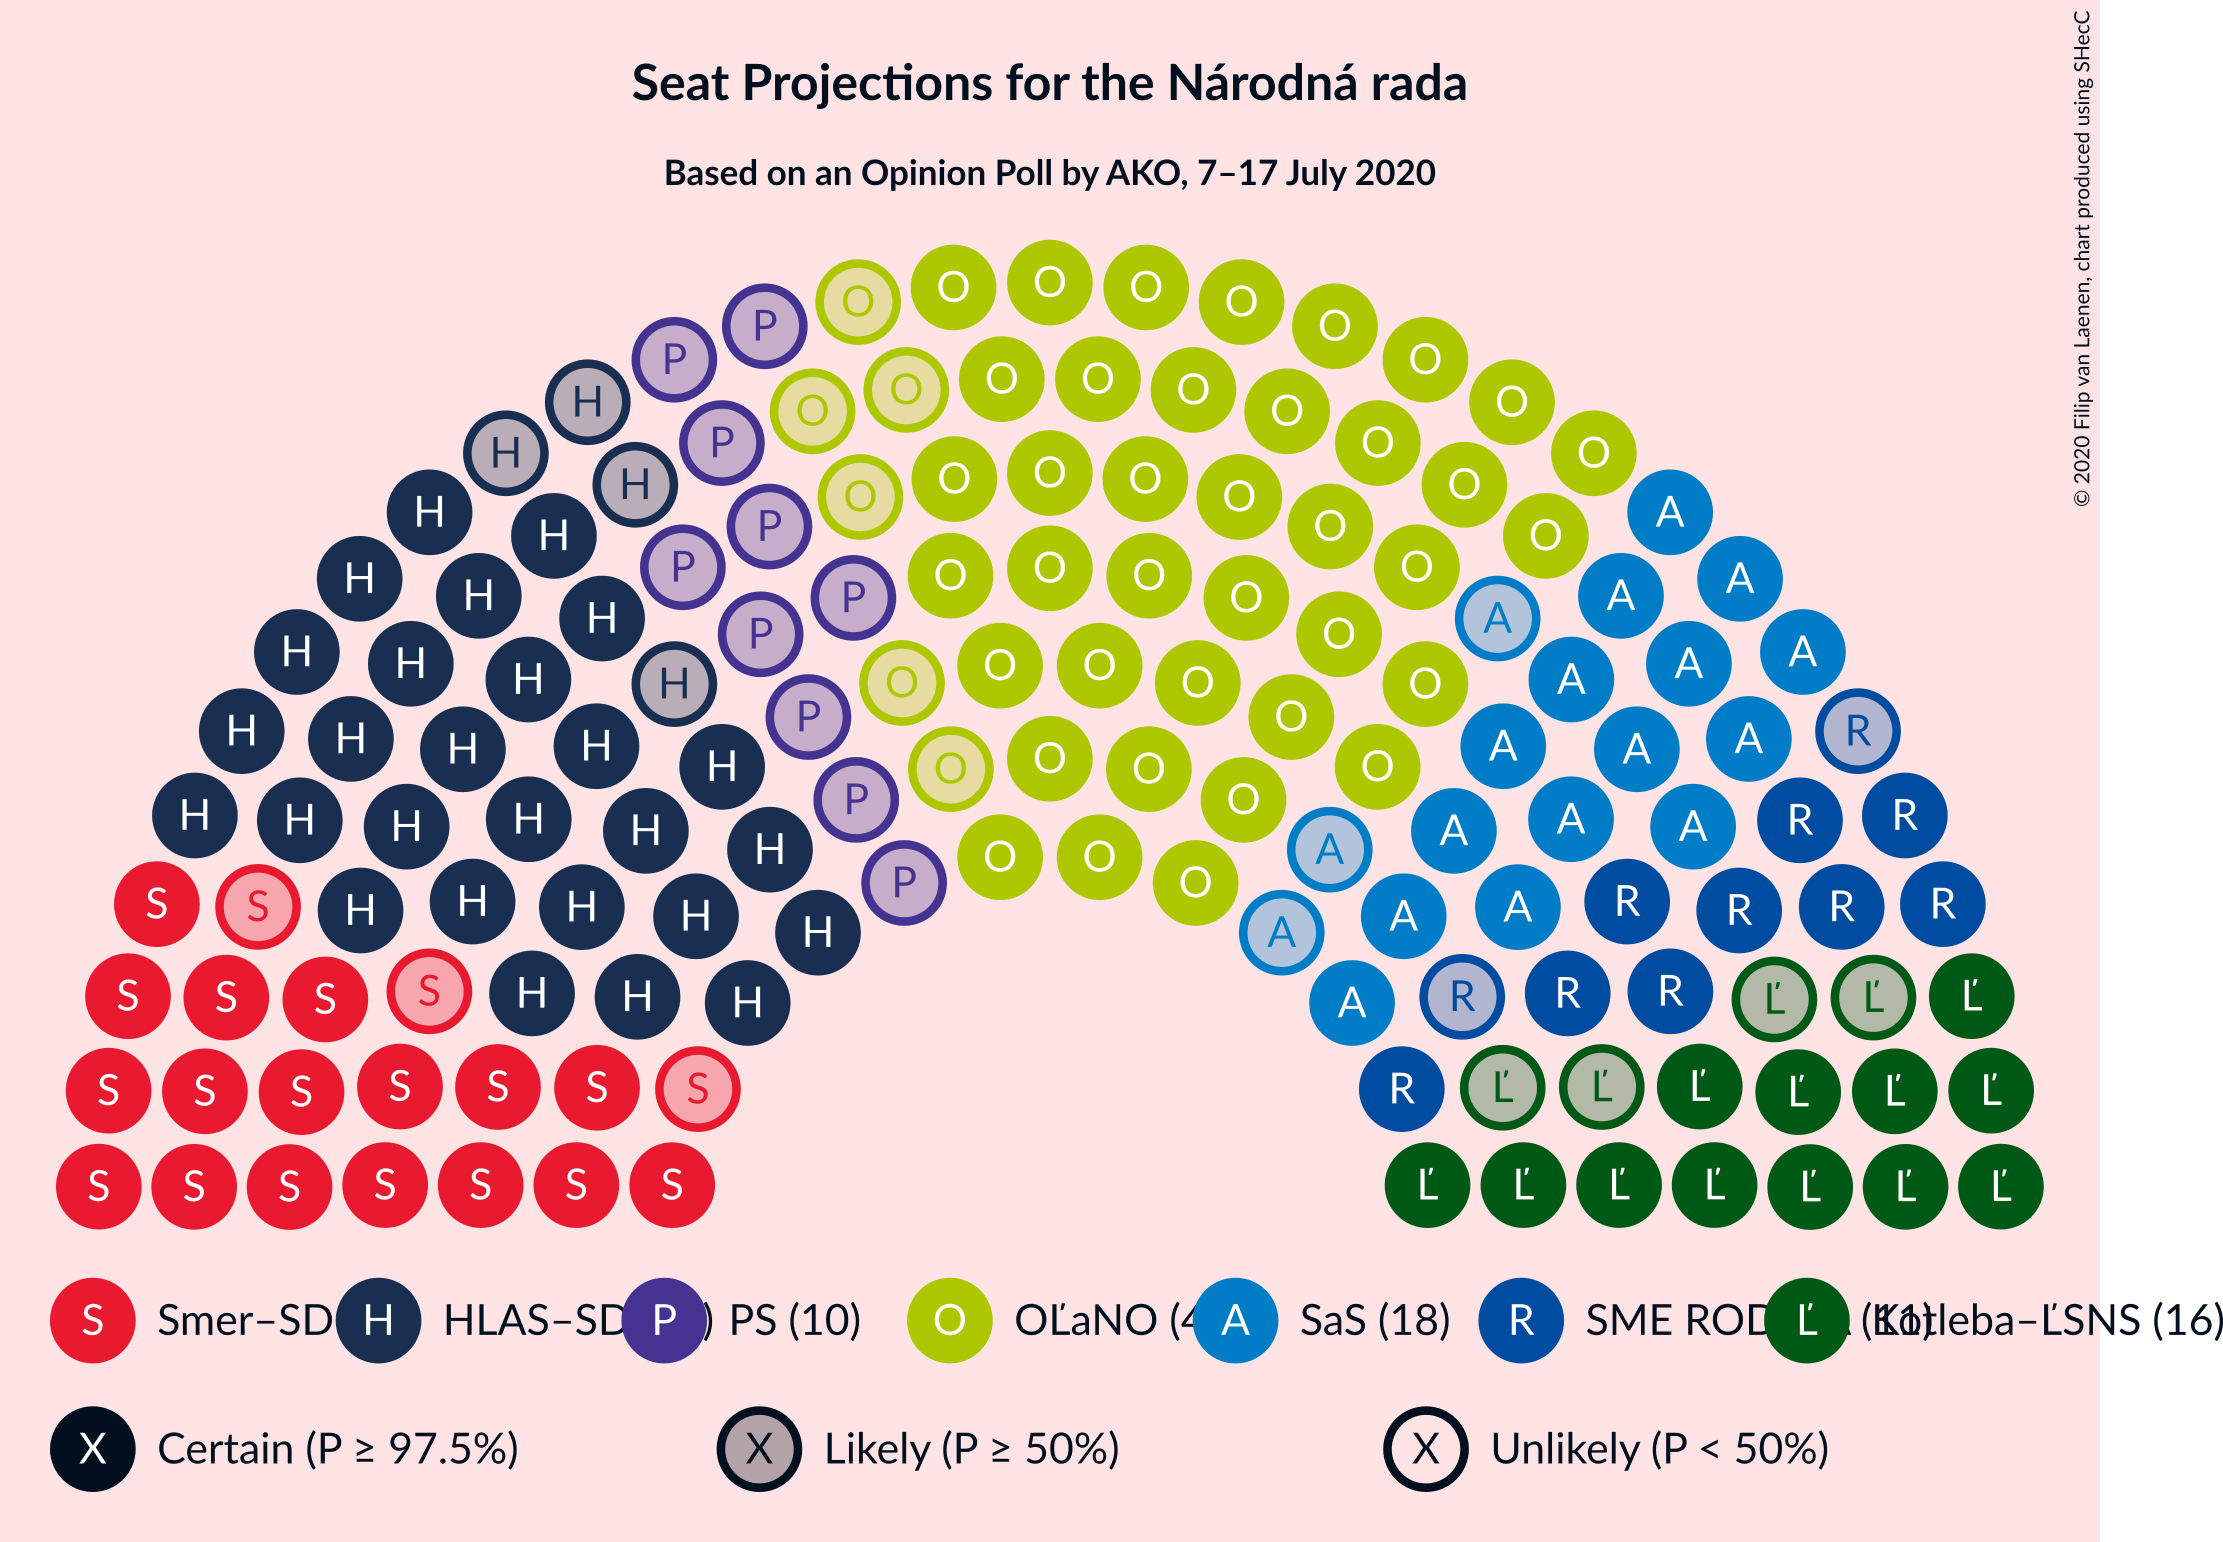 Seat Projections for the Národná rada
Based on an Opinion Poll by AKO, 7–17 July 2020
© 2020 Filip van Laenen, chart produced using SHecC
O O O O O
P P O O
H P O O O O O O O O
H H P O O O O O
H H P O O O O O O A
H H P P O O O O O A A A
H H H P P O O O O A A
H H H H P O O O O O A A A
H H H H P O O O O A A A R
H H H H H P O O O O A A A R R
S S H H H H H H P O O O A A A A R R R R
S S S S H H H A R R R Ľ Ľ Ľ
S S S S S S S R Ľ Ľ Ľ Ľ Ľ Ľ
S S S S S S S Ľ Ľ Ľ Ľ Ľ Ľ Ľ
S Smer–SD H HLAS–SD P ) PS (10) O OĽaNO (4 A SaS (18) R SME ROD Ľ (11) Kotleba–ĽSNS (16)
X Certain (P ≥ 97.5%) X Likely (P ≥ 50%) X Unlikely (P < 50%)